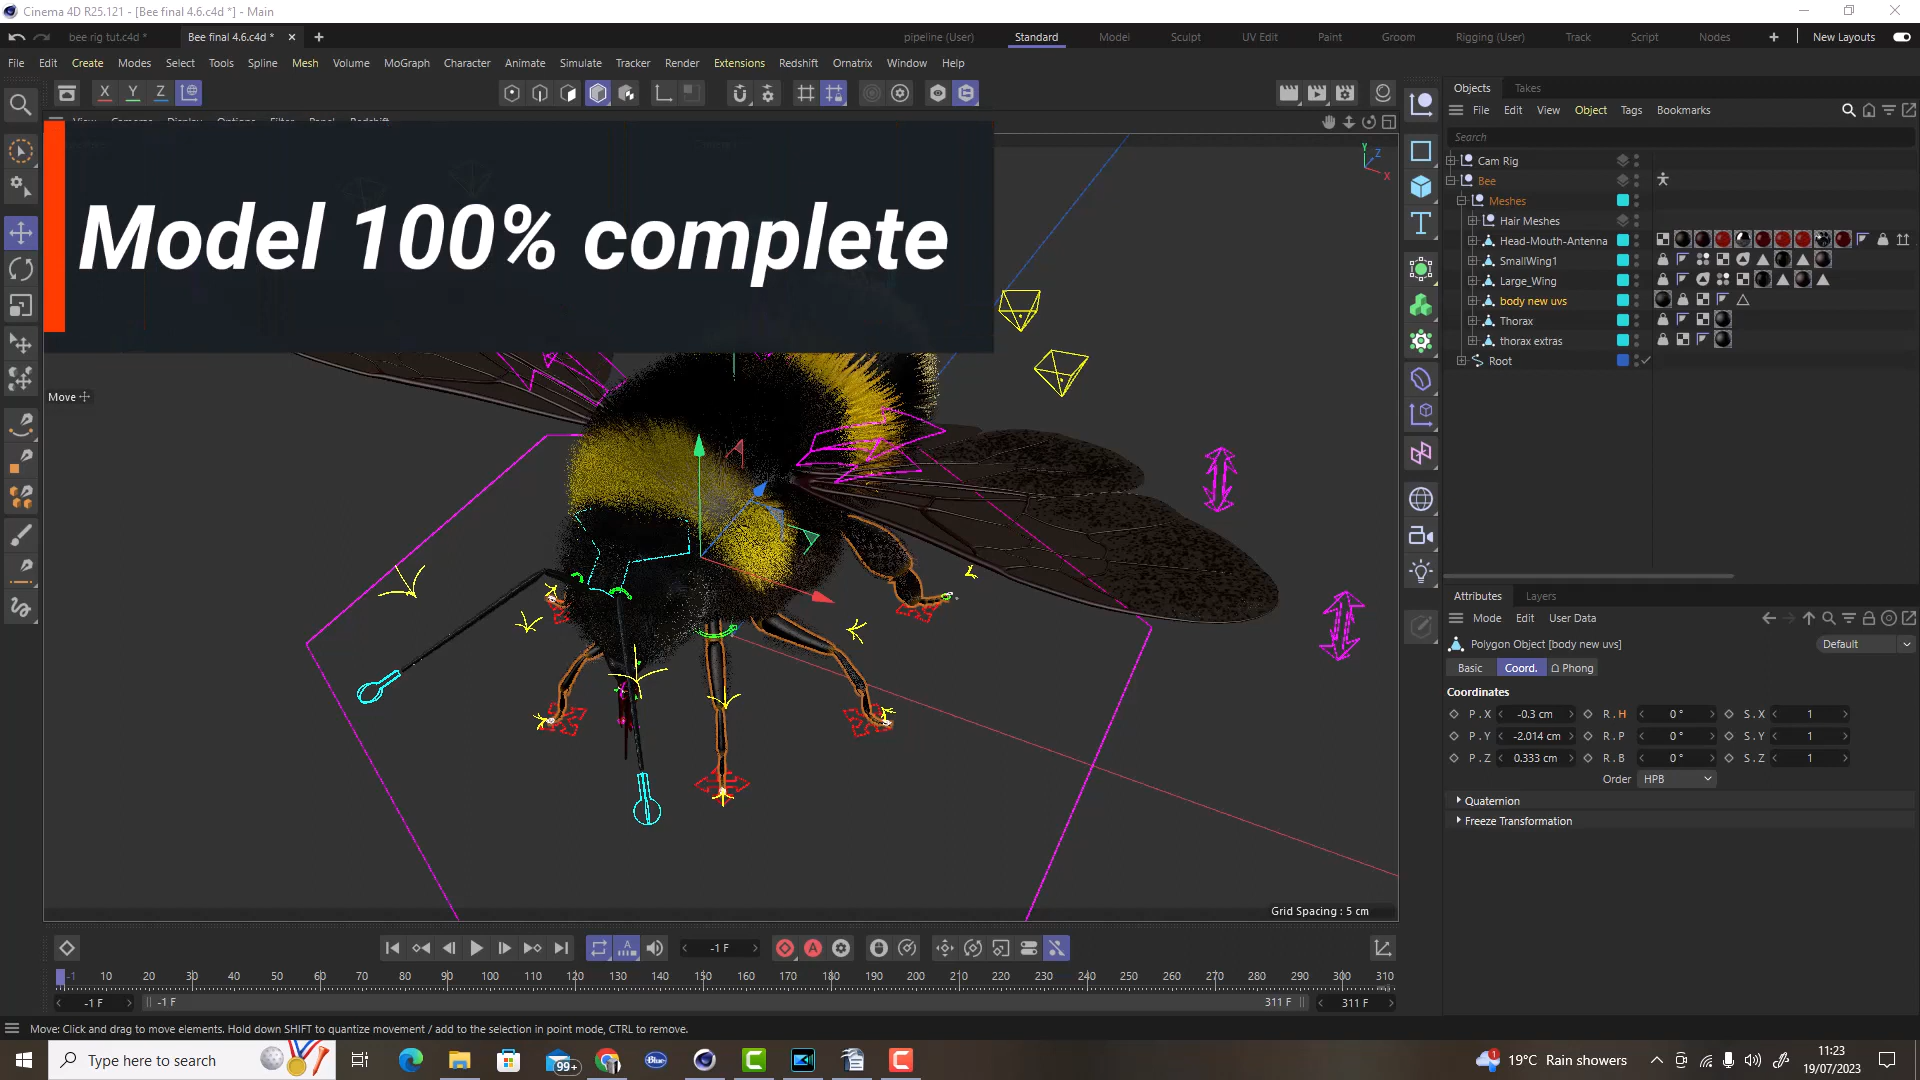 Cinema 4D R25.121 - [Bee final 4.6.c4d *] - Main
bee rig tut.c4d * Bee final 4.6.c4d * pipeline (User) Standard Model Sculpt UV Edit Paint Groom Rigging (User) Track Script Nodes New Layouts
File Edit Create Modes Select Tools Spline Mesh Volume MoGraph Character Animate Simulate Tracker Render Extensions Redshift Ornatrix Window Help
X Y Z
Objects Takes
File Edit View Object Tags Bookmarks
Search
Cam Rig
Bee
Meshes
Hair Meshes
Head-Mouth-Antenna
SmallWing1
Large_Wing
body new uvs
Thorax
thorax extras
Root
Model 100% complete
Y
Z
X
Move
Grid Spacing : 5 cm
Attributes Layers
Mode Edit User Data
Polygon Object [body new uvs] Default
Basic Coord. Phong
Coordinates
P . X -0.3 cm R . H 0 ° S . X 1
P . Y -2.014 cm R . P 0 ° S . Y 1
P . Z 0.333 cm R . B 0 ° S . Z 1
Order HPB
Quaternion
Freeze Transformation
-1 F
-1 10 20 30 40 50 60 70 80 90 100 110 120 130 140 150 160 170 180 190 200 210 220 230 240 250 260 270 280 290 300 310
-1 F -1 F 311 F 311 F
Move: Click and drag to move elements. Hold down SHIFT to quantize movement / add to the selection in point mode, CTRL to remove.
Type here to search 99+ Blue 1 19°C Rain showers 11:23
19/07/2023